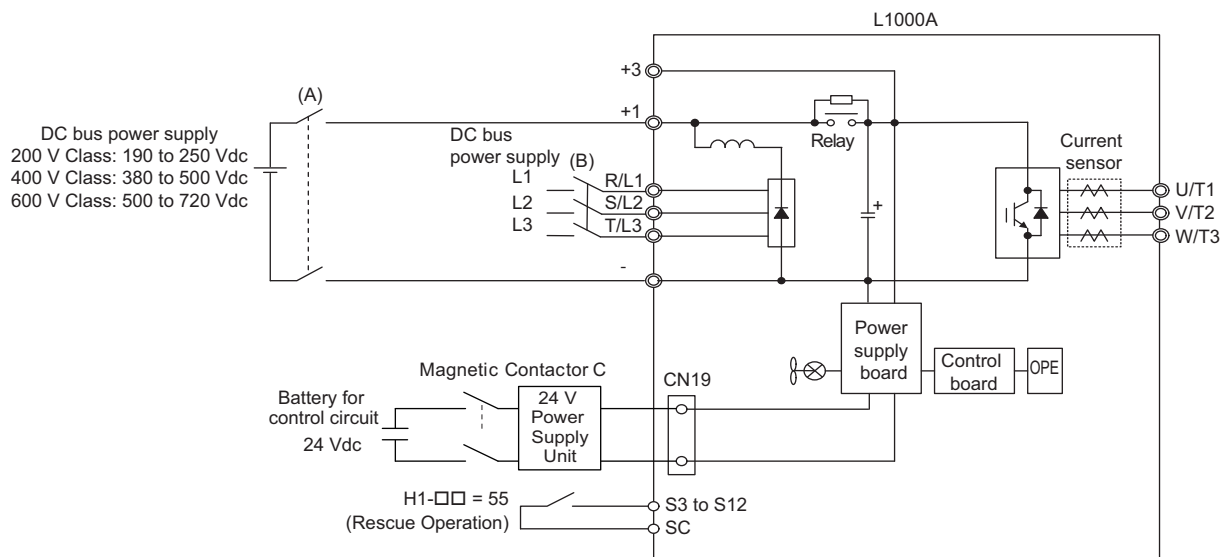 L1000A
+3
(A)
+1
DC bus power supply
200 V Class: 190 to 250 Vdc
400 V Class: 380 to 500 Vdc
600 V Class: 500 to 720 Vdc
DC bus
power supply
(B)
L1
L2
L3
R/L1
S/L2
T/L3
-
Relay
+
Current
sensor
U/T1
V/T2
W/T3
Power
supply
board
Control
board
OPE
Magnetic Contactor C
CN19
Battery for
control circuit
24 Vdc
24 V
Power
Supply
Unit
H1-□□ = 55
(Rescue Operation)
S3 to S12
SC